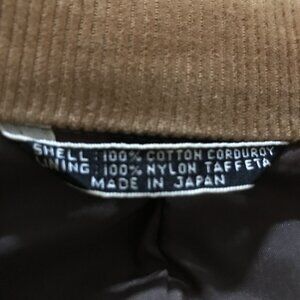 SHELL : 100% COTTON CORDUROY
LINING : 100% NYLON TAFFETA
MADE IN JAPAN